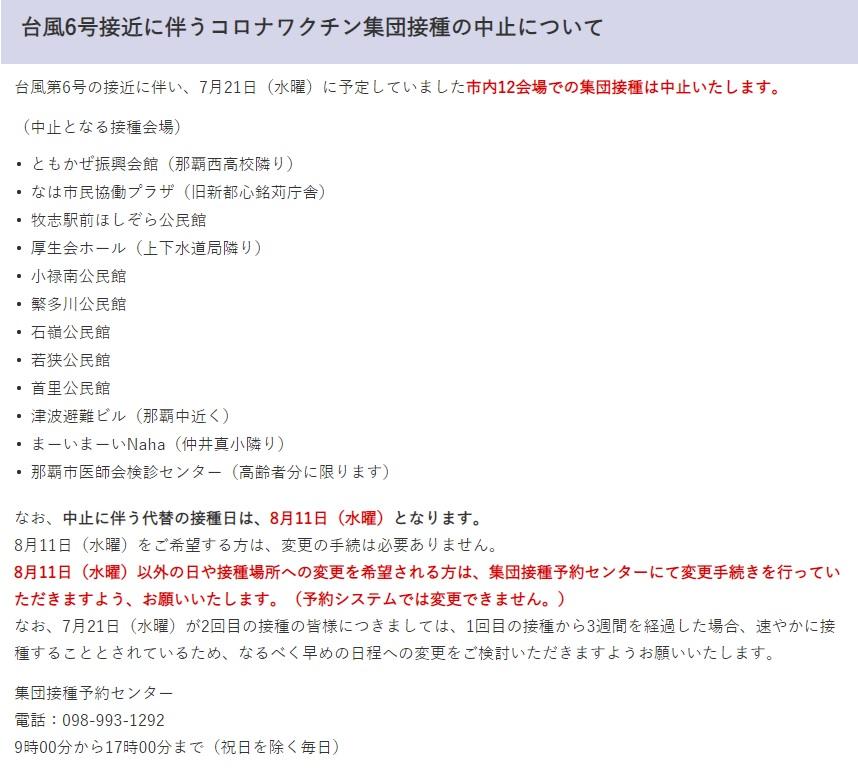 台風6号接近に伴うコロナワクチン集団接種の中止について
台風第6号の接近に伴い、7月21日（水曜）に予定していました市内12会場での集団接種は中止いたします。
（中止となる接種会場）
• ともかぜ振興会館（那覇西高校隣り）
• なは市民協働プラザ（旧新都心銘苅庁舎）
• 牧志駅前ほしぞら公民館
• 厚生会ホール（上下水道局隣り）
• 小禄南公民館
• 繁多川公民館
• 石嶺公民館
• 若狭公民館
• 首里公民館
• 津波避難ビル（那覇中近く）
• まーいまーいNaha（仲井真小隣り）
• 那覇市医師会検診センター（高齢者分に限ります）
なお、中止に伴う代替の接種日は、8月11日（水曜）となります。
8月11日（水曜）をご希望する方は、変更の手続は必要ありません。
8月11日（水曜）以外の日や接種場所への変更を希望される方は、集団接種予約センターにて変更手続きを行ってい
ただきますよう、お願いいたします。（予約システムでは変更できません。）
なお、7月21日（水曜）が2回目の接種の皆様につきましては、1回目の接種から3週間を経過した場合、速やかに接
種することとされているため、なるべく早めの日程への変更をご検討いただきますようお願いいたします。
集団接種予約センター
電話：098-993-1292
9時00分から17時00分まで（祝日を除く毎日）